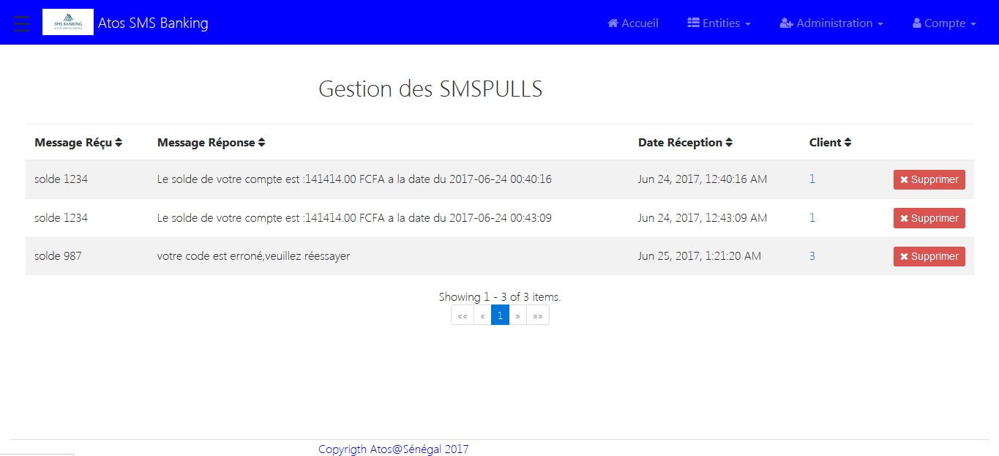 SMS BANKING
ATOS SMS BANKING
Atos SMS Banking
Accueil
Entities
Administration
Compte
Gestion des SMSPULLS
Message Réçu Message Réponse Date Réception Client
solde 1234 Le solde de votre compte est :141414.00 FCFA a la date du 2017-06-24 00:40:16 Jun 24, 2017, 12:40:16 AM 1 Supprimer
solde 1234 Le solde de votre compte est :141414.00 FCFA a la date du 2017-06-24 00:43:09 Jun 24, 2017, 12:43:09 AM 1 Supprimer
solde 987 votre code est erroné,veuillez réessayer Jun 25, 2017, 1:21:20 AM 3 Supprimer
Showing 1 - 3 of 3 items.
«« « 1 » »»
Copyrigth Atos@Sénégal 2017